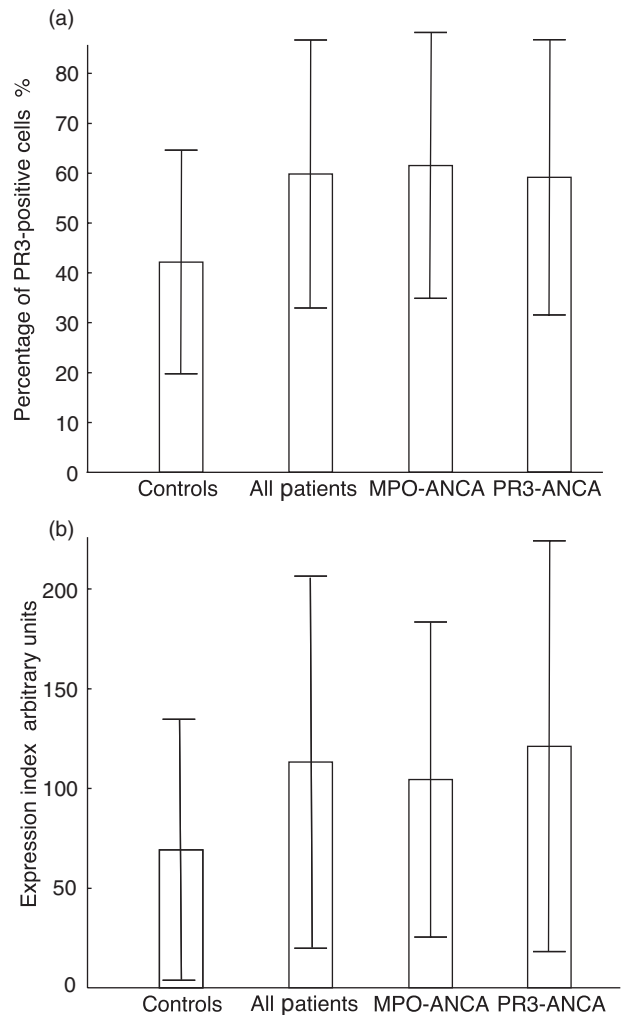 (a)
Percentage of PR3-positive cells %
80
70
60
50
40
30
20
10
0
Controls All patients MPO-ANCA PR3-ANCA
(b)
Expression index arbitrary units
200
150
100
50
0
Controls All patients MPO-ANCA PR3-ANCA